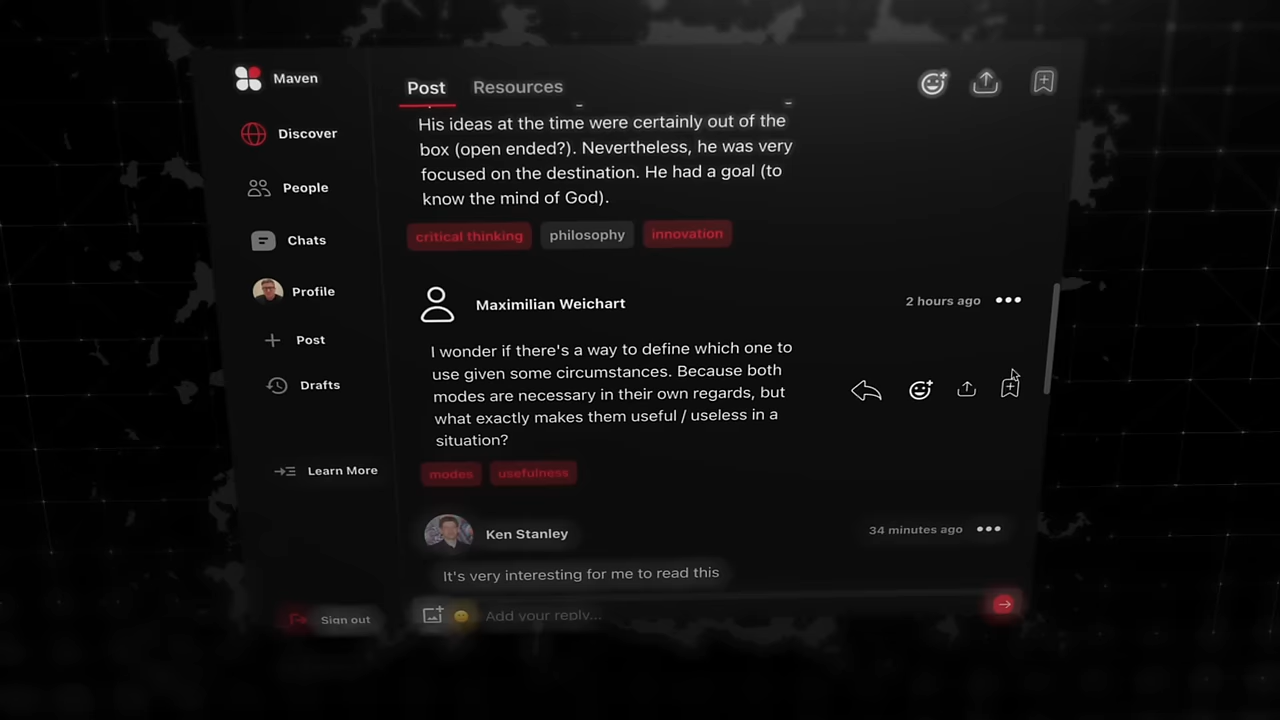 Maven
Discover
People
Chats
Profile
Post
Drafts
Learn More
Sign out
Post Resources
His ideas at the time were certainly out of the
box (open ended?). Nevertheless, he was very
focused on the destination. He had a goal (to
know the mind of God).
critical thinking philosophy innovation
Maximilian Weichart 2 hours ago
I wonder if there's a way to define which one to
use given some circumstances. Because both
modes are necessary in their own regards, but
what exactly makes them useful / useless in a
situation?
modes usefulness
Ken Stanley 34 minutes ago
It's very interesting for me to read this
Add your reply...